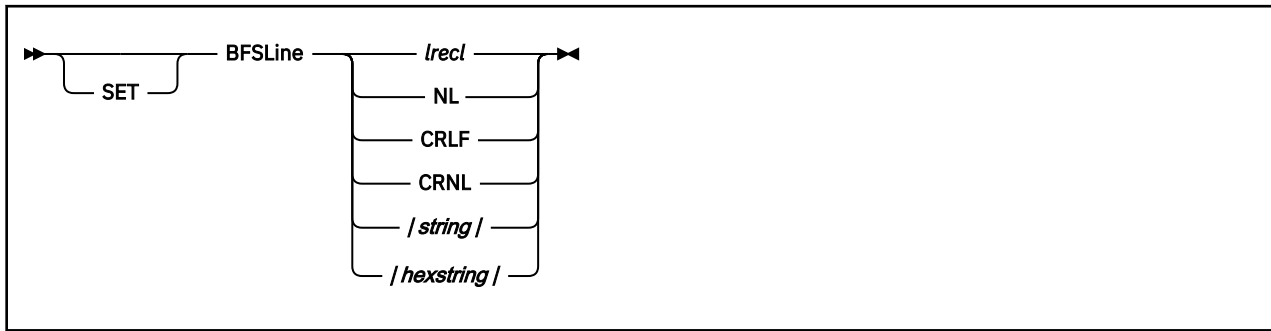 BFSLine lrecl
SET NL
CRLF
CRNL
/ string /
/ hexstring /